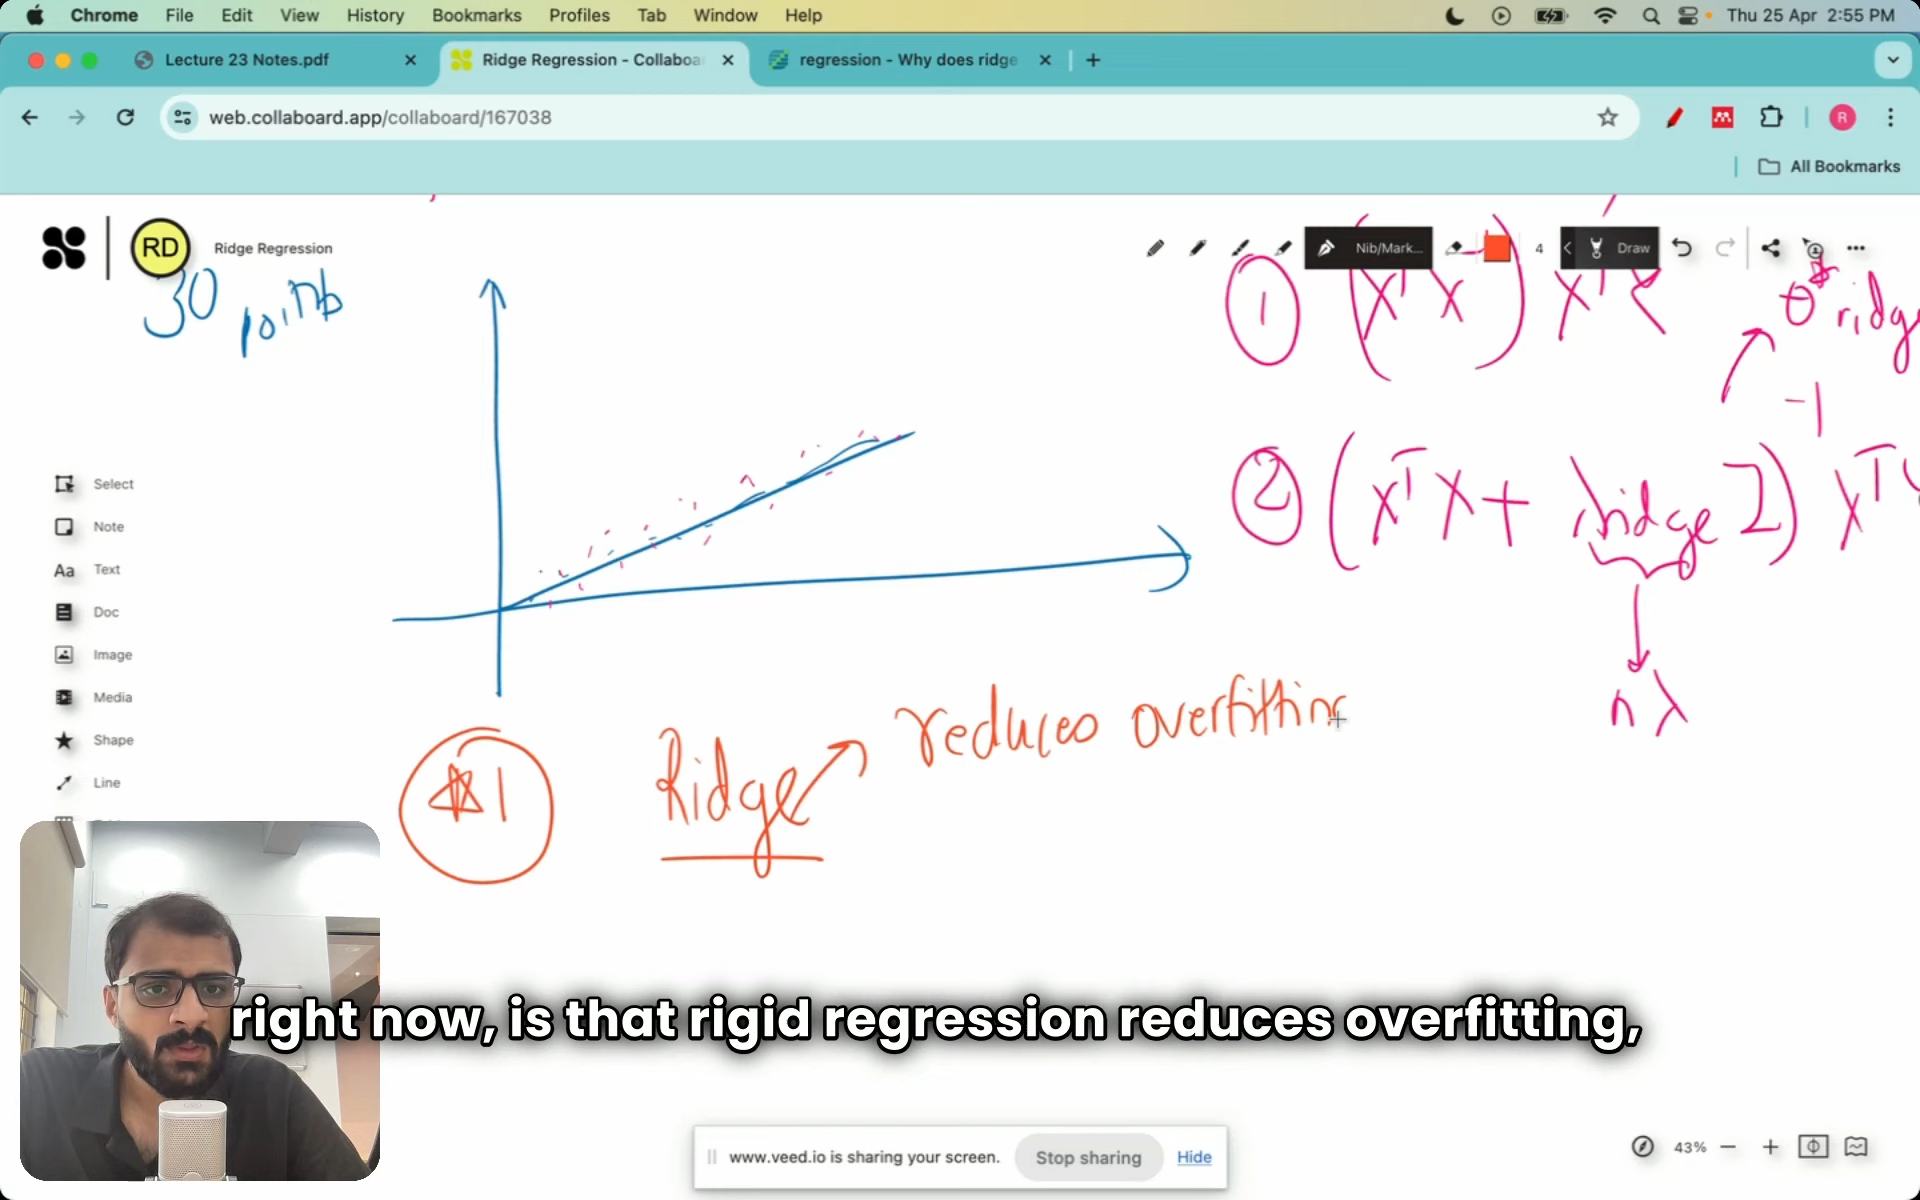 Chrome File Edit View History Bookmarks Profiles Tab Window Help Thu 25 Apr 2:55 PM
Lecture 23 Notes.pdf Ridge Regression - Collaboa regression - Why does ridge
web.collaboard.app/collaboard/167038 R
All Bookmarks
RD Ridge Regression Nib/Mark... 4 Draw
30 points
1 (XᵀX)⁻¹ Xᵀ
θ* ridge
2 (XᵀX + λridge I)⁻¹ Xᵀ
nλ
Select
Note
Aa Text
Doc
Image
Media
Shape
Line
1 Ridge reduces overfitting
right now, is that rigid regression reduces overfitting,
www.veed.io is sharing your screen. Stop sharing Hide
43%